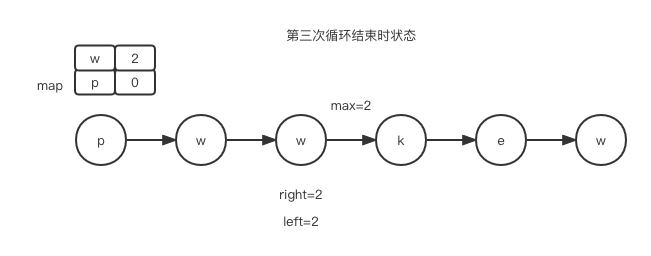 第三次循环结束时状态
w 2
map p 0
max=2
p w w k e w
right=2
left=2